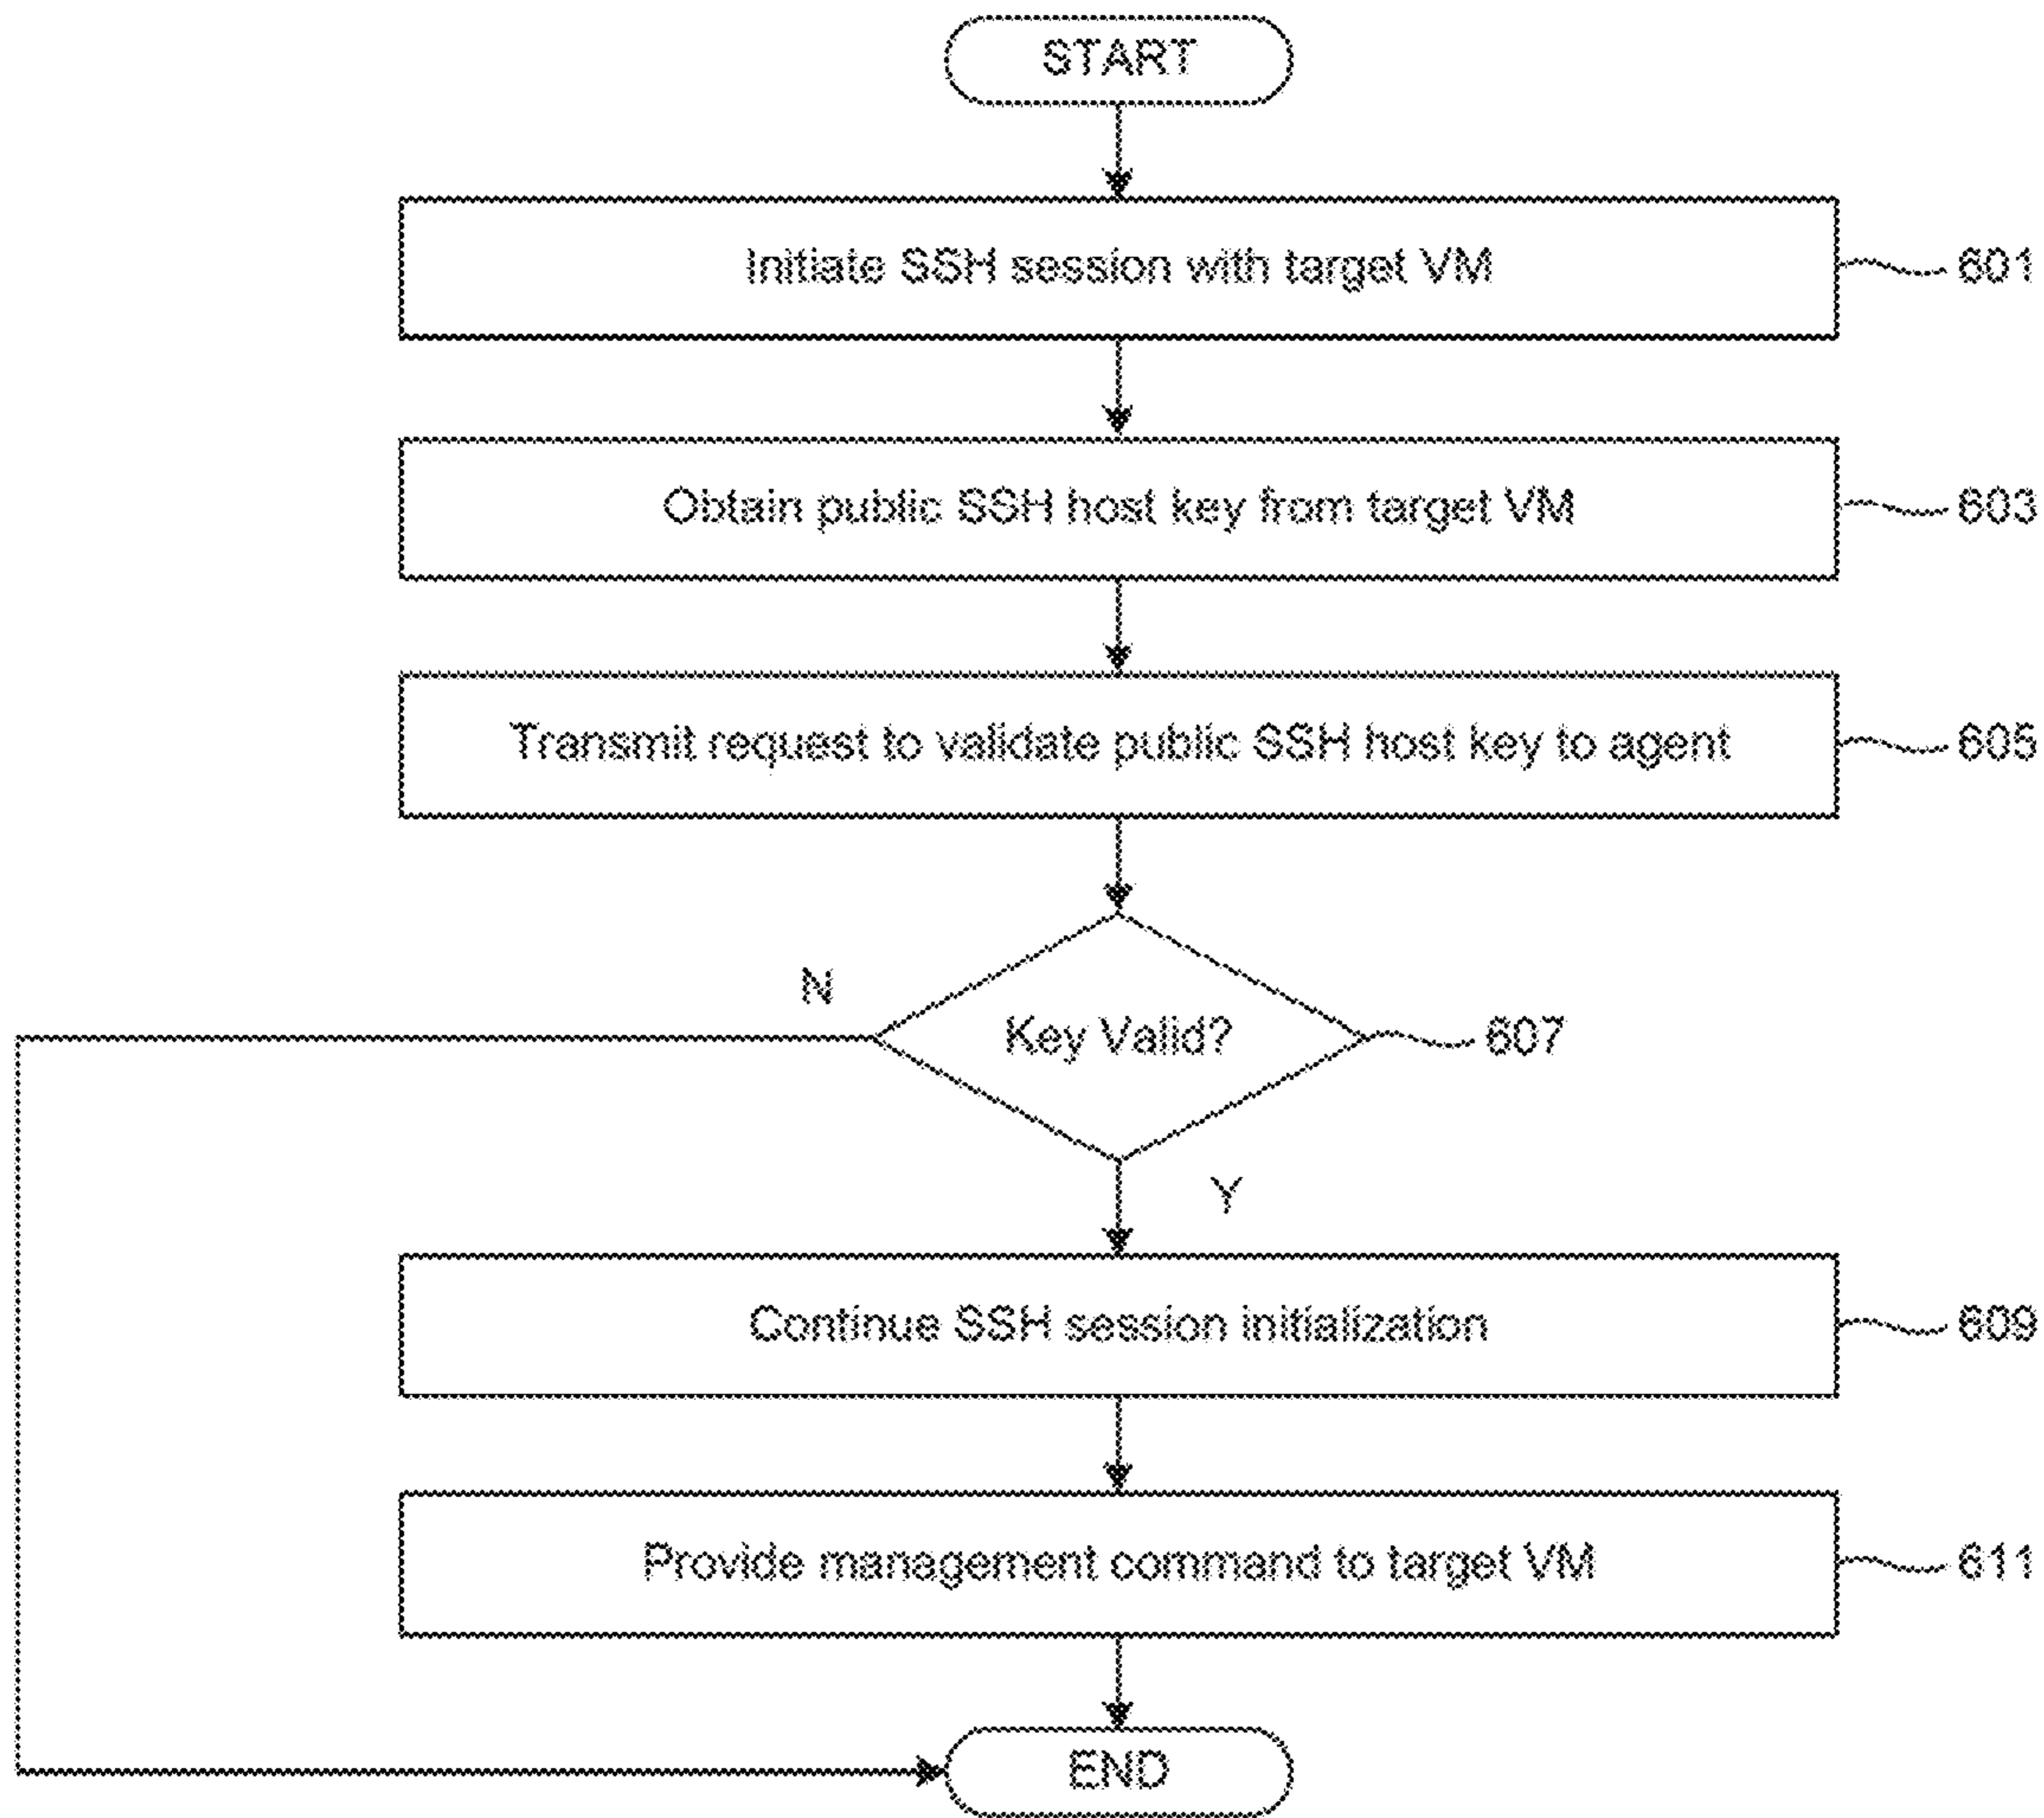 START
Initiate SSH session with target VM
601
Obtain public SSH host key from target VM
603
Transmit request to validate public SSH host key to agent
605
N
Key Valid?
607
Y
Continue SSH session initialization
609
Provide management command to target VM
611
END